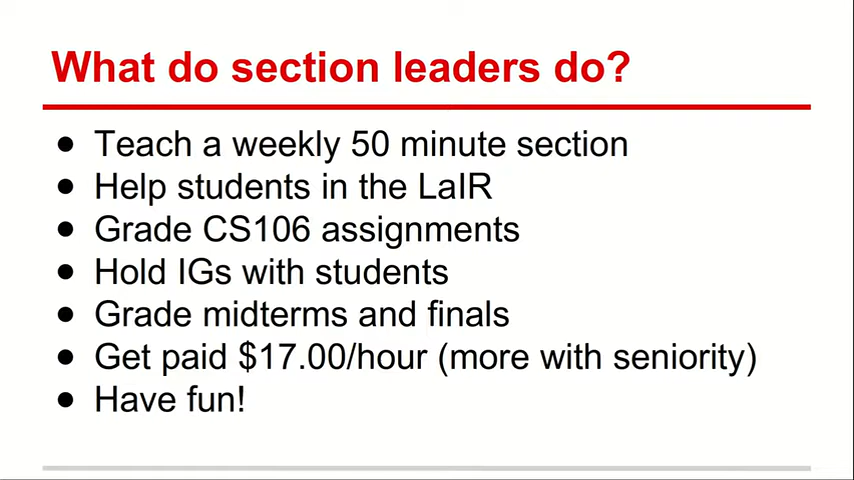 What do section leaders do?
● Teach a weekly 50 minute section
● Help students in the LaIR
● Grade CS106 assignments
● Hold IGs with students
● Grade midterms and finals
● Get paid $17.00/hour (more with seniority)
● Have fun!